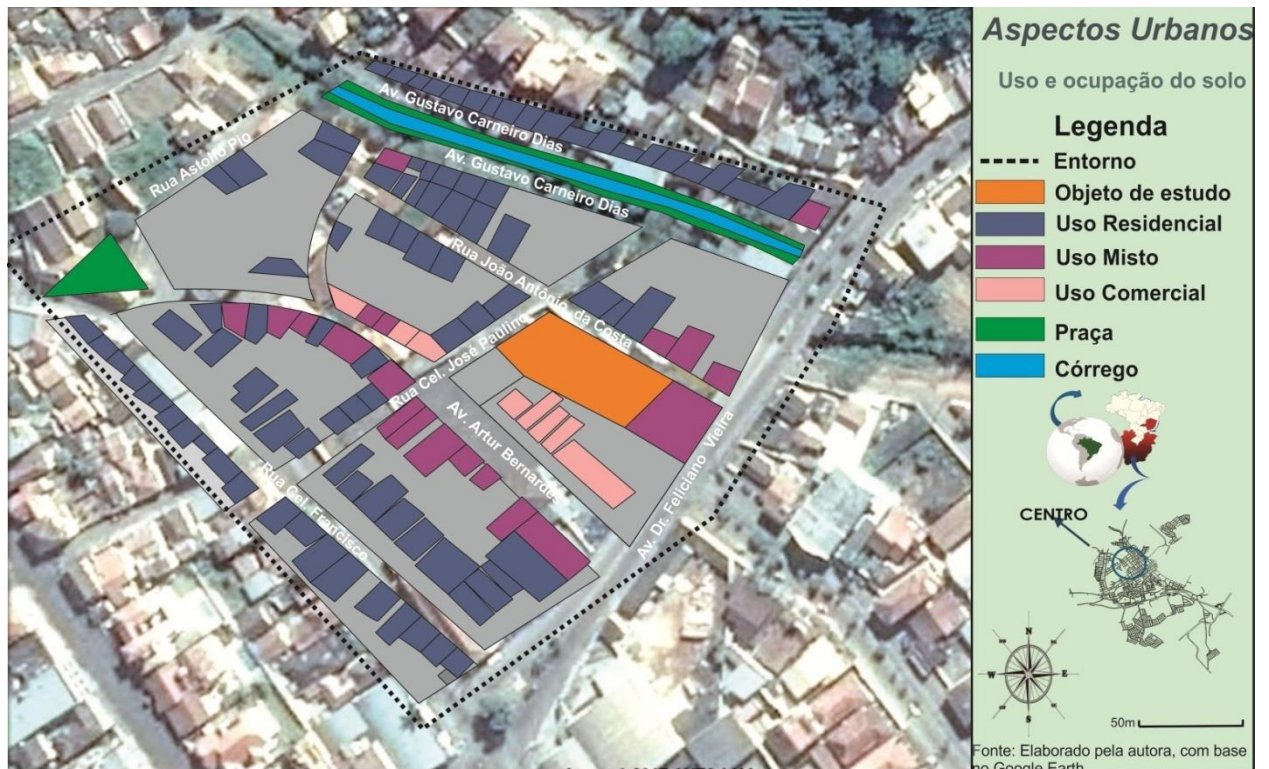 Aspectos Urbanos
Uso e ocupação do solo
Legenda
Entorno
Objeto de estudo
Uso Residencial
Uso Misto
Uso Comercial
Praça
Córrego
CENTRO
N
W E
S
50m
Fonte: Elaborado pela autora, com base
no Google Earth
Av. Gustavo Carneiro Dias
Av. Gustavo Carneiro Dias
Rua Astolfo Pio
Rua João Antônio da Costa
Rua Cel. José Paulino
Av. Artur Bernardes
Av. Dr. Feliciano Vieira
Rua Cel. Francisco